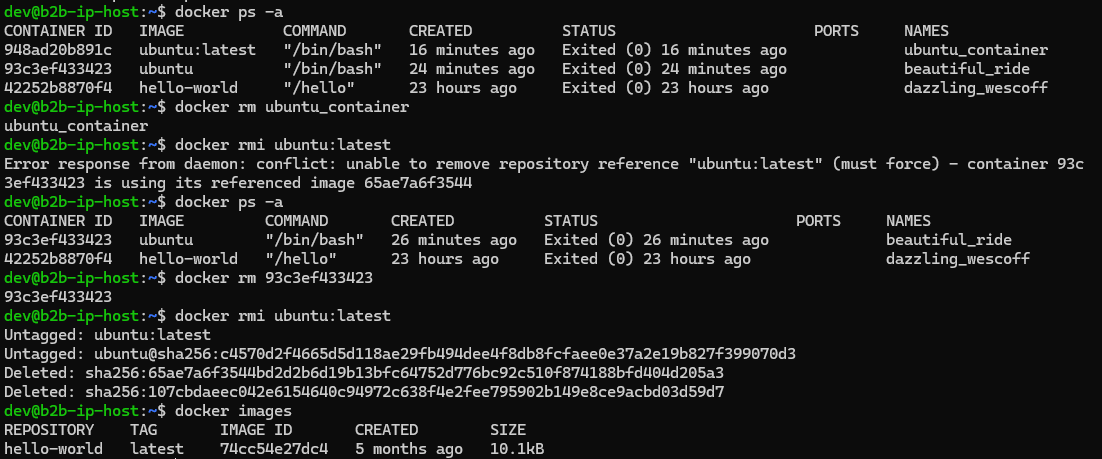 dev@b2b-ip-host:~$ docker ps -a
CONTAINER ID   IMAGE           COMMAND       CREATED          STATUS                      PORTS     NAMES
948ad20b891c   ubuntu:latest   "/bin/bash"   16 minutes ago   Exited (0) 16 minutes ago             ubuntu_container
93c3ef433423   ubuntu          "/bin/bash"   24 minutes ago   Exited (0) 24 minutes ago             beautiful_ride
42252b8870f4   hello-world     "/hello"      23 hours ago     Exited (0) 23 hours ago               dazzling_wescoff
dev@b2b-ip-host:~$ docker rm ubuntu_container
ubuntu_container
dev@b2b-ip-host:~$ docker rmi ubuntu:latest
Error response from daemon: conflict: unable to remove repository reference "ubuntu:latest" (must force) - container 93c
3ef433423 is using its referenced image 65ae7a6f3544
dev@b2b-ip-host:~$ docker ps -a
CONTAINER ID   IMAGE         COMMAND       CREATED          STATUS                      PORTS     NAMES
93c3ef433423   ubuntu        "/bin/bash"   26 minutes ago   Exited (0) 26 minutes ago             beautiful_ride
42252b8870f4   hello-world   "/hello"      23 hours ago     Exited (0) 23 hours ago               dazzling_wescoff
dev@b2b-ip-host:~$ docker rm 93c3ef433423
93c3ef433423
dev@b2b-ip-host:~$ docker rmi ubuntu:latest
Untagged: ubuntu:latest
Untagged: ubuntu@sha256:c4570d2f4665d5d118ae29fb494dee4f8db8fcfaee0e37a2e19b827f399070d3
Deleted: sha256:65ae7a6f3544bd2d2b6d19b13bfc64752d776bc92c510f874188bfd404d205a3
Deleted: sha256:107cbdaeec042e6154640c94972c638f4e2fee795902b149e8ce9acbd03d59d7
dev@b2b-ip-host:~$ docker images
REPOSITORY    TAG       IMAGE ID       CREATED        SIZE
hello-world   latest    74cc54e27dc4   5 months ago   10.1kB